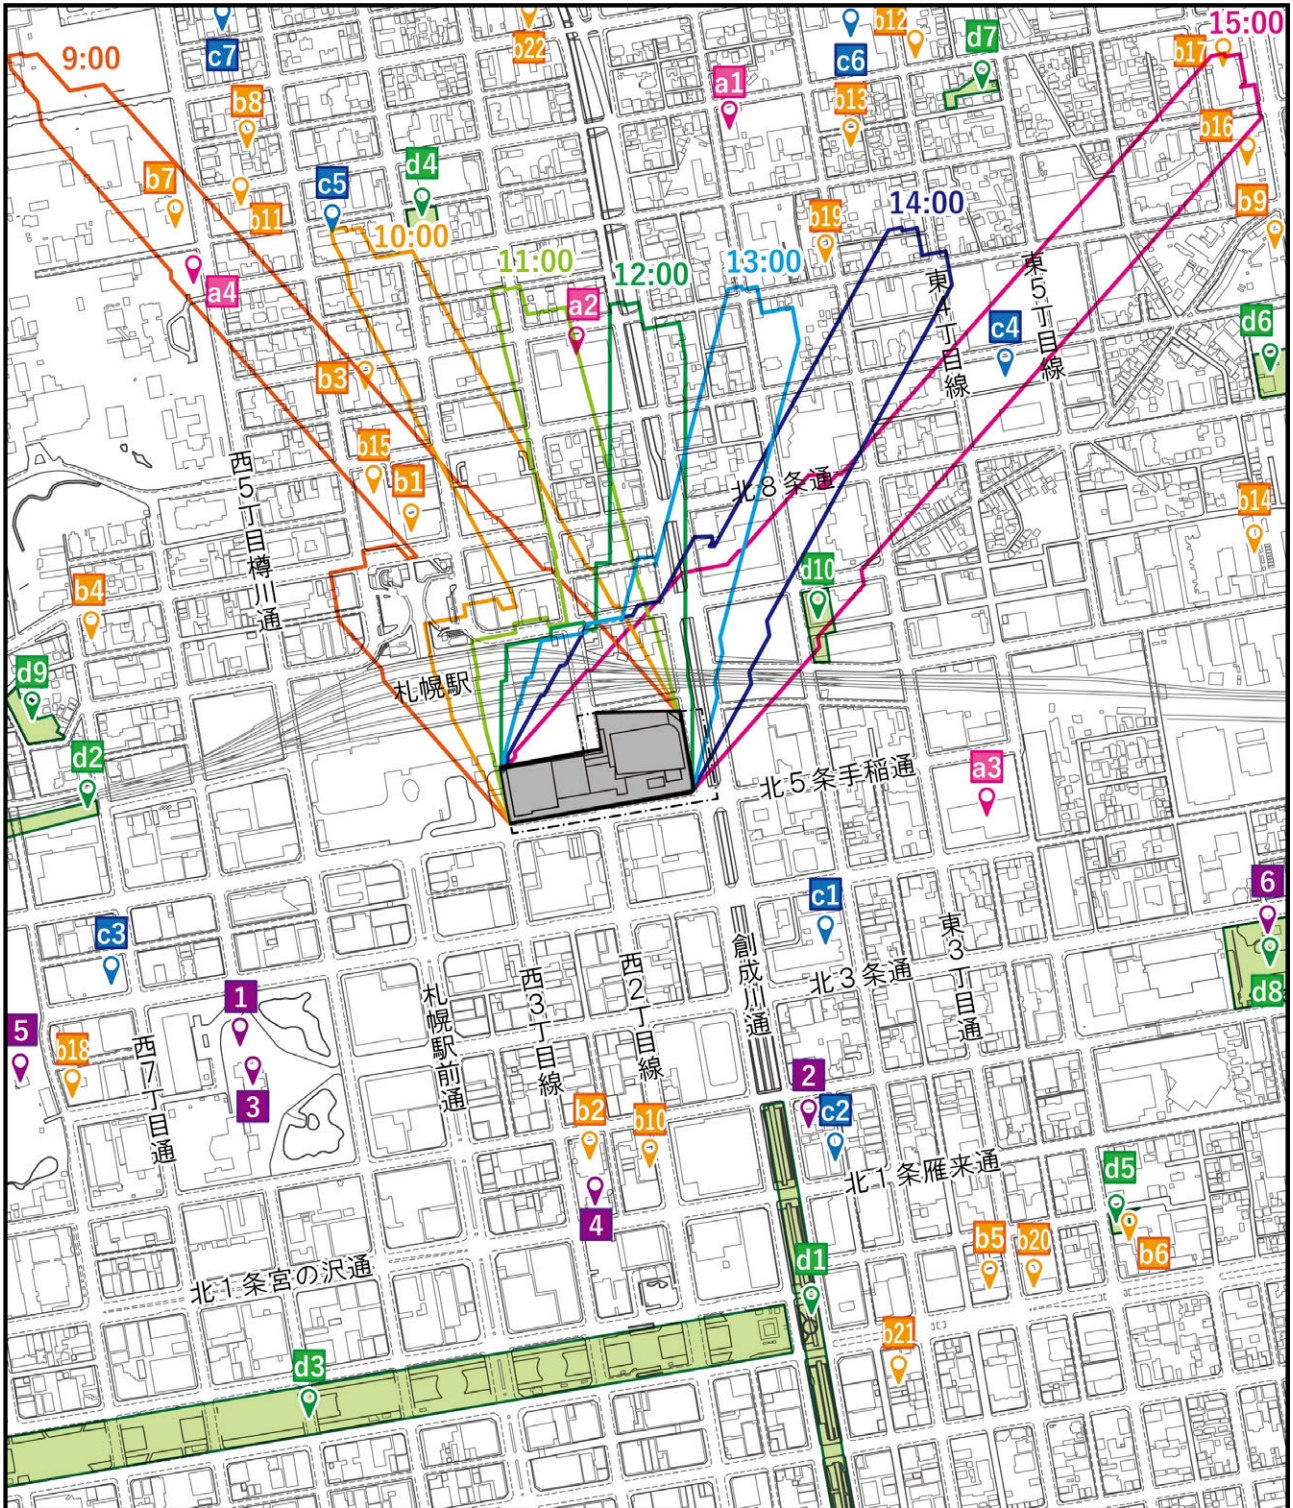 15:00
c7
b22
c6
b12
d7
b17
9:00
b8
a1
b13
b16
b7
c5
d4
b11
b19
14:00
b9
10:00
11:00
12:00
13:00
a4
a2
東4丁目線
東5丁目線
c4
d6
b3
b15
b1
西5丁目樽川通
北8条通
b14
b4
d10
d9
札幌駅
d2
北5条手稲通
a3
6
c1
c3
創成川通
東3丁目通
西2丁目線
西3丁目線
北3条通
札幌駅前通
1
5
b18
西7丁目通
3
2
c2
b2
b10
北1条雁来通
d5
4
b5
b20
b6
d1
北1条宮の沢通
b21
d3
d8